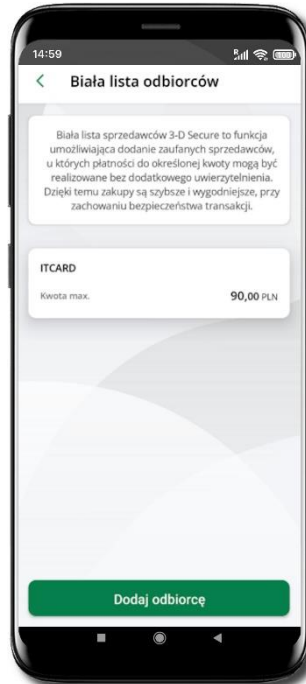 14:59
Biała lista odbiorców
Biała lista sprzedawców 3-D Secure to funkcja
umożliwiająca dodanie zaufanych sprzedawców,
u których płatności do określonej kwoty mogą być
realizowane bez dodatkowego uwierzytelnienia.
Dzięki temu zakupy są szybsze i wygodniejsze, przy
zachowaniu bezpieczeństwa transakcji.
ITCARD
Kwota max. 90,00 PLN
Dodaj odbiorcę